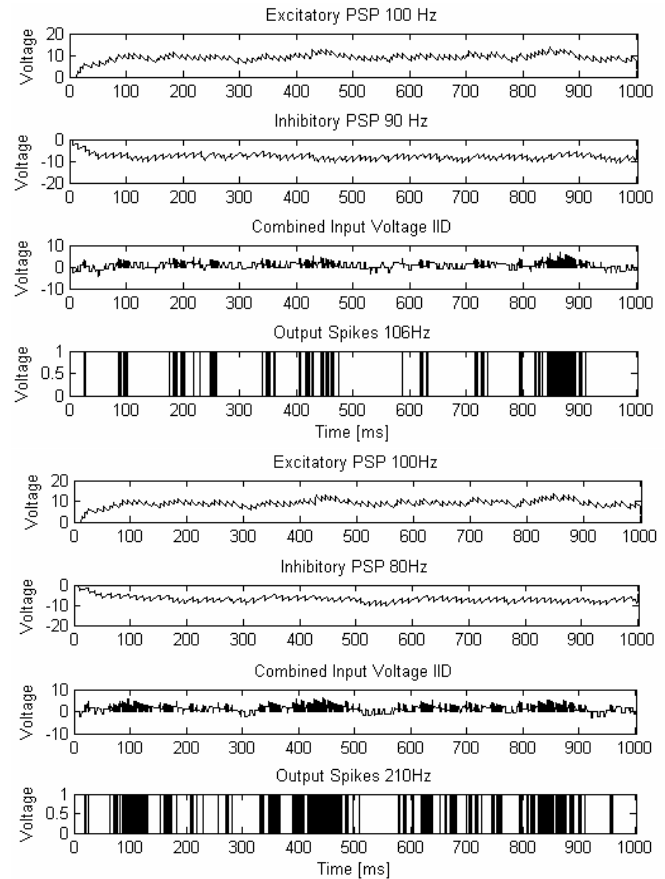 Excitatory PSP 100 Hz
Voltage
20
10
0
0 100 200 300 400 500 600 700 800 900 1000
Inhibitory PSP 90 Hz
Voltage
0
-10
-20
0 100 200 300 400 500 600 700 800 900 1000
Combined Input Voltage IID
Voltage
10
0
-10
0 100 200 300 400 500 600 700 800 900 1000
Output Spikes 106Hz
Voltage
1
0.5
0
0 100 200 300 400 500 600 700 800 900 1000
Time [ms]
Excitatory PSP 100Hz
Voltage
20
10
0
0 100 200 300 400 500 600 700 800 900 1000
Inhibitory PSP 80Hz
Voltage
0
-10
-20
0 100 200 300 400 500 600 700 800 900 1000
Combined Input Voltage IID
Voltage
10
0
-10
0 100 200 300 400 500 600 700 800 900 1000
Output Spikes 210Hz
Voltage
1
0.5
0
0 100 200 300 400 500 600 700 800 900 1000
Time [ms]